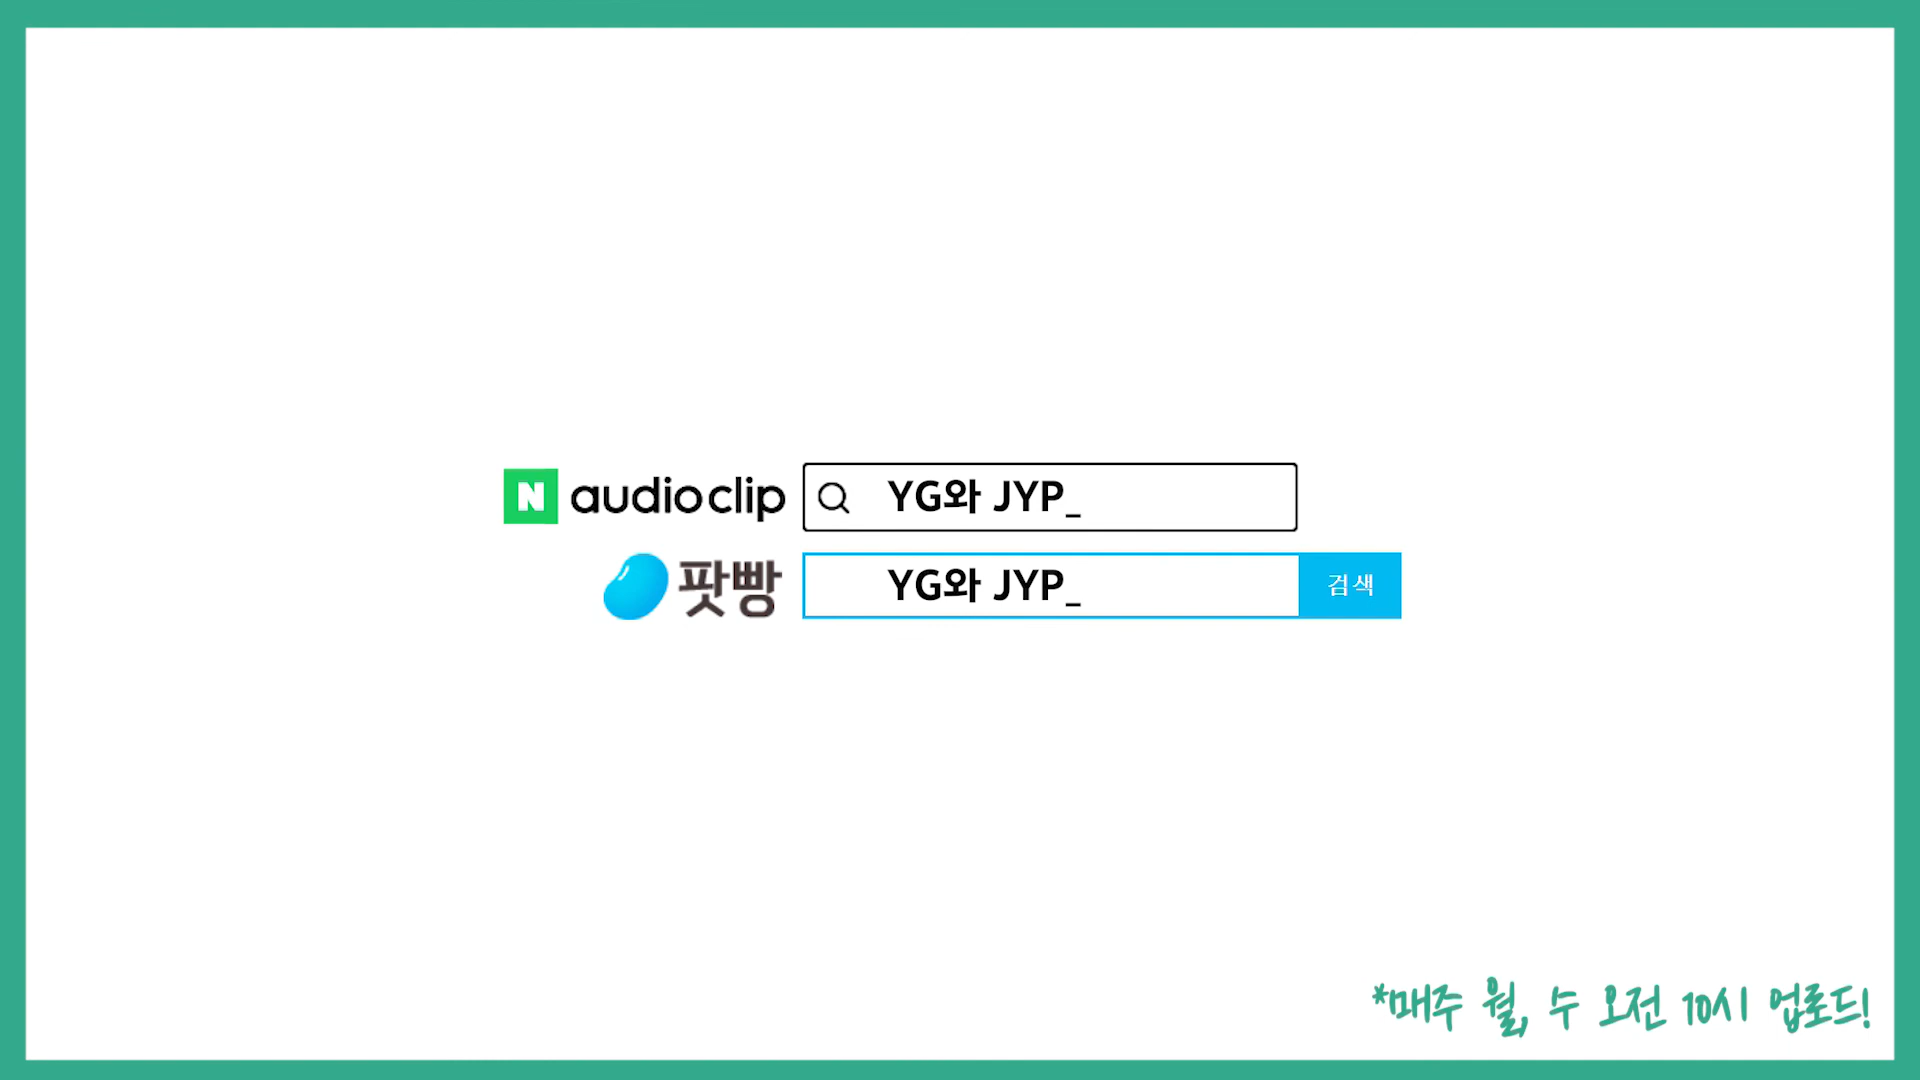 N audioclip YG와 JYP_
팟빵 YG와 JYP_ 검색
*매주 월, 수 오전 10시 업로드!